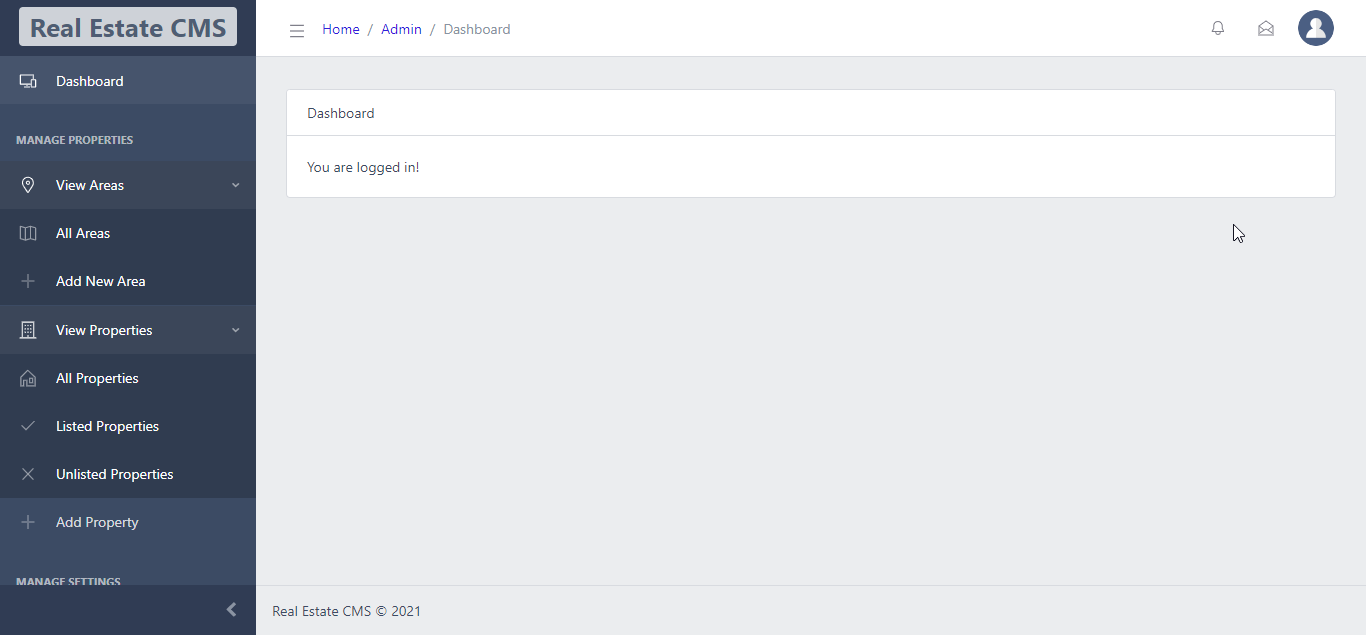 Real Estate CMS
Home / Admin / Dashboard
Dashboard
MANAGE PROPERTIES
View Areas
All Areas
Add New Area
View Properties
All Properties
Listed Properties
Unlisted Properties
Add Property
MANAGE SETTINGS
Dashboard
You are logged in!
Real Estate CMS © 2021